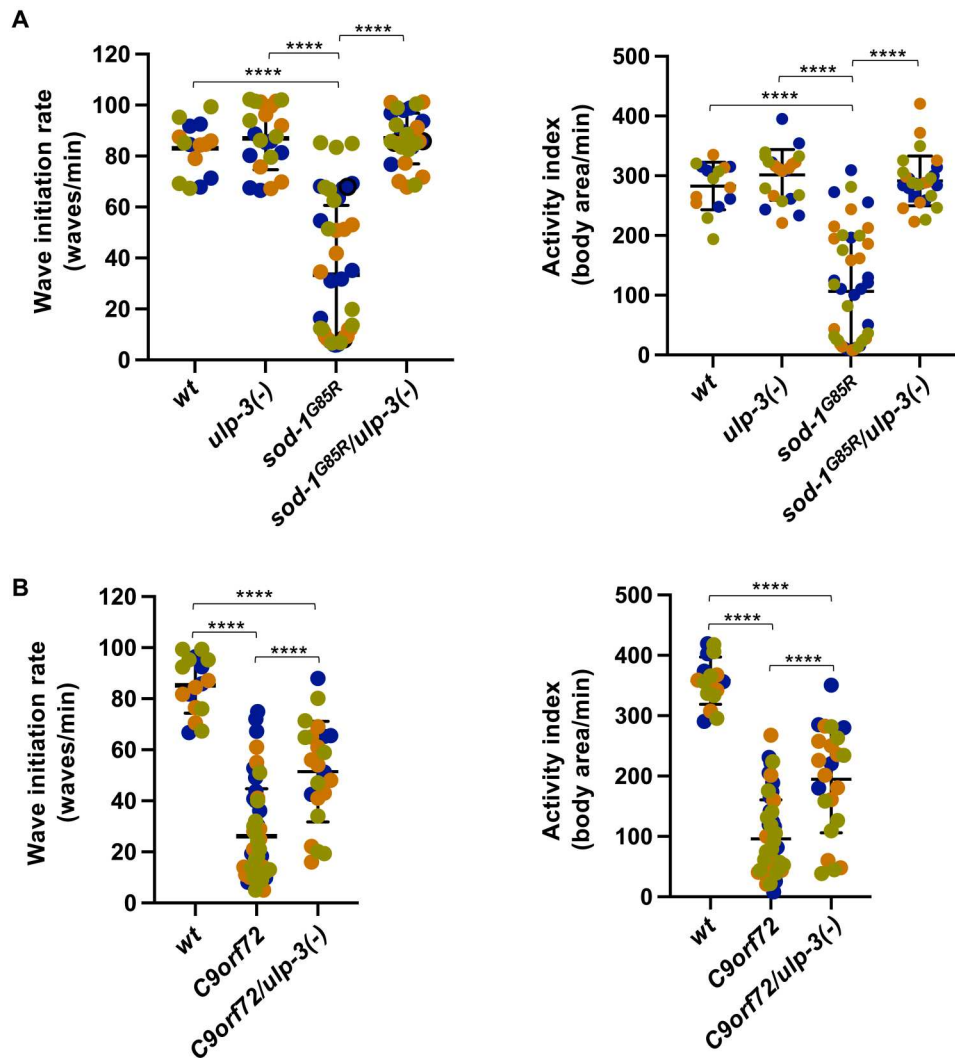 A
Wave initiation rate
(waves/min)
120
100
80
60
40
20
0
****
****
****
wt
ulp-3(-)
sod-1G85R
sod-1G85R/ulp-3(-)
Activity index
(body area/min)
500
400
300
200
100
0
****
****
****
wt
ulp-3(-)
sod-1G85R
sod-1G85R/ulp-3(-)
B
Wave initiation rate
(waves/min)
120
100
80
60
40
20
0
****
****
****
wt
C9orf72
C9orf72/ulp-3(-)
Activity index
(body area/min)
500
400
300
200
100
0
****
****
****
wt
C9orf72
C9orf72/ulp-3(-)